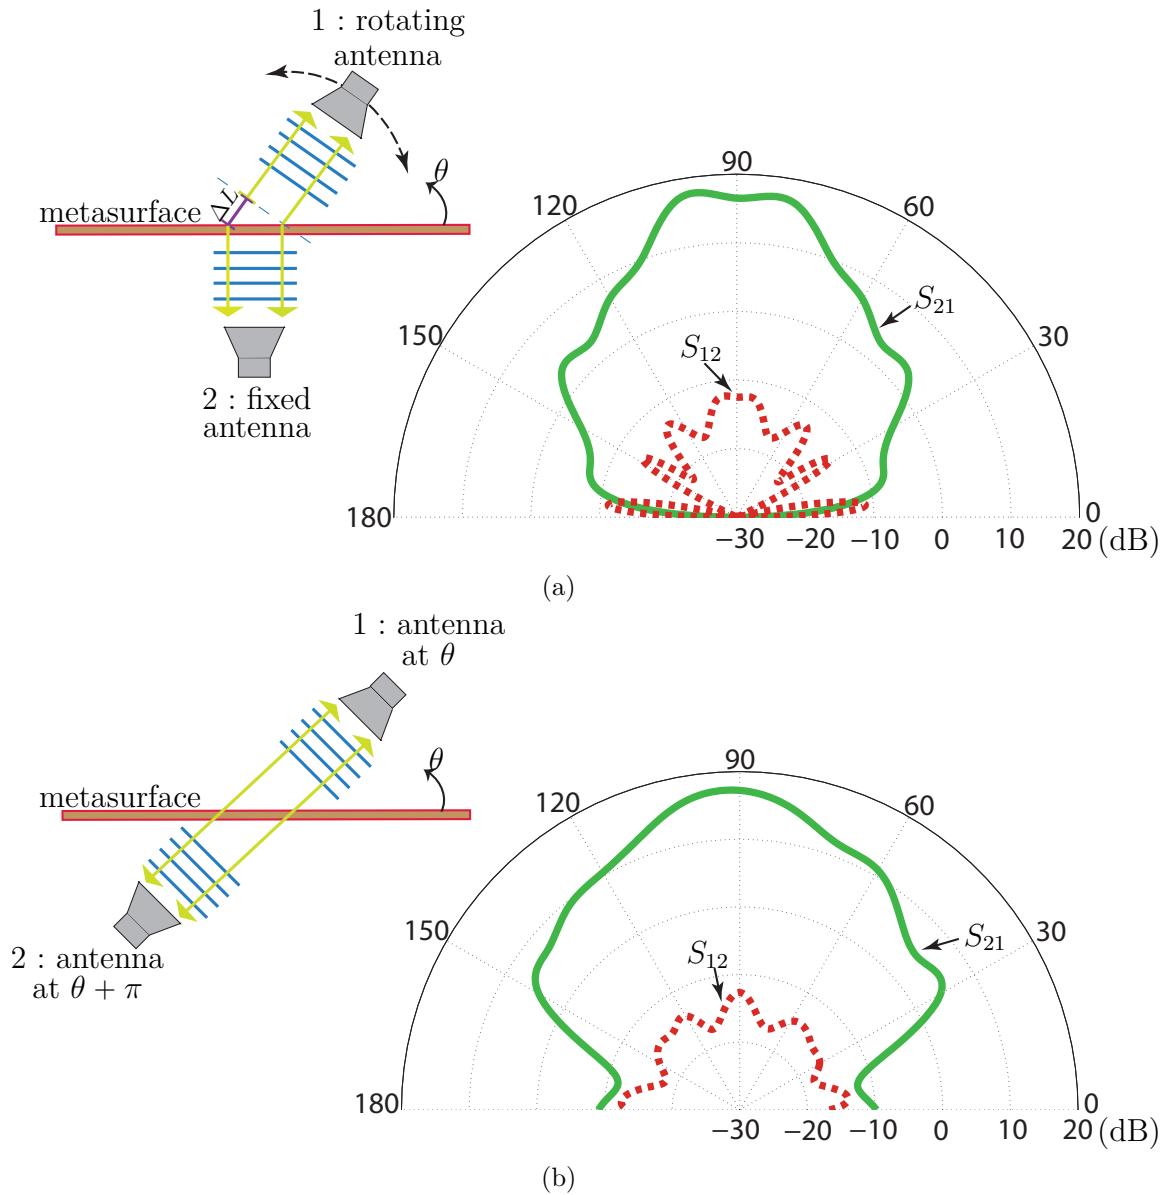 1 : rotating
antenna
θ
metasurface
ΔL
2 : fixed
antenna
90
120
60
150
30
180
0
S21
S12
−30 −20 −10 0 10 20 (dB)
(a)
1 : antenna
at θ
θ
metasurface
2 : antenna
at θ + π
90
120
60
150
30
180
0
S21
S12
−30 −20 −10 0 10 20 (dB)
(b)